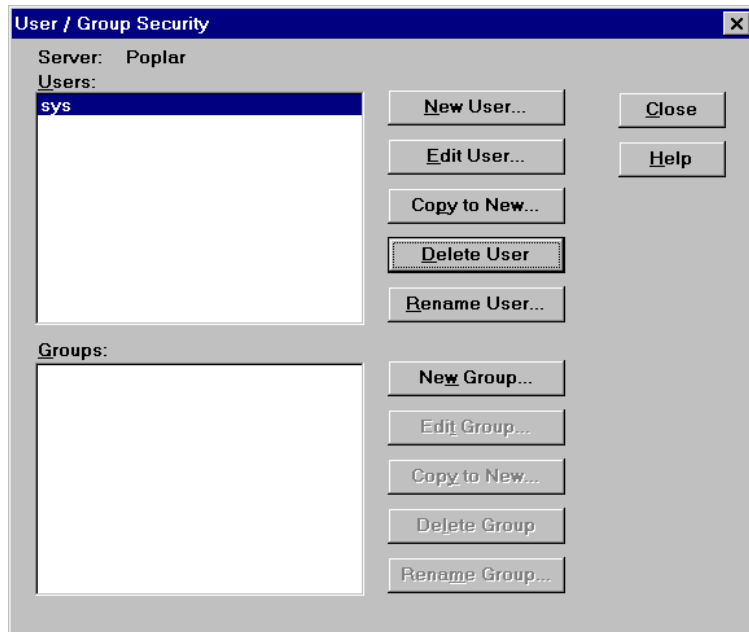 User / Group Security
Server: Poplar
Users:
sys
New User...
Edit User...
Copy to New...
Delete User
Rename User...
Close
Help
Groups:
New Group...
Edit Group...
Copy to New...
Delete Group
Rename Group...